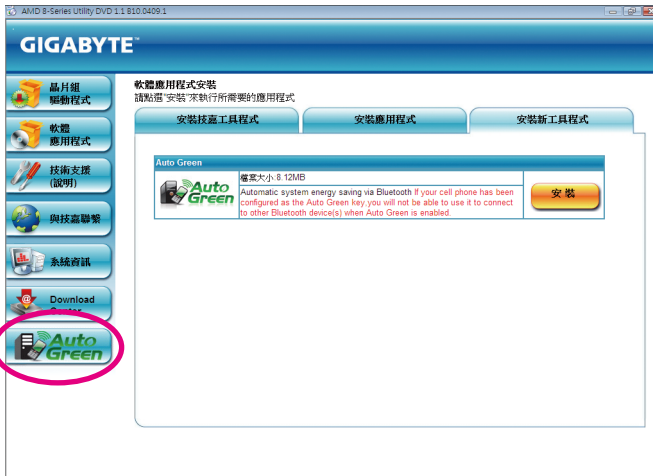 AMD 8-Series Utility DVD 1.1 B10.0409.1
GIGABYTE™
晶片組
驅動程式
軟體
應用程式
技術支援
(說明)
與技嘉聯繫
系統資訊
Download
Center
Auto
Green
軟體應用程式安裝
請點選"安裝"來執行所需要的應用程式
安裝技嘉工具程式
安裝應用程式
安裝新工具程式
Auto Green
Auto
Green
檔案大小:8.12MB
Automatic system energy saving via Bluetooth If your cell phone has been
configured as the Auto Green key,you will not be able to use it to connect
to other Bluetooth device(s) when Auto Green is enabled.
安裝